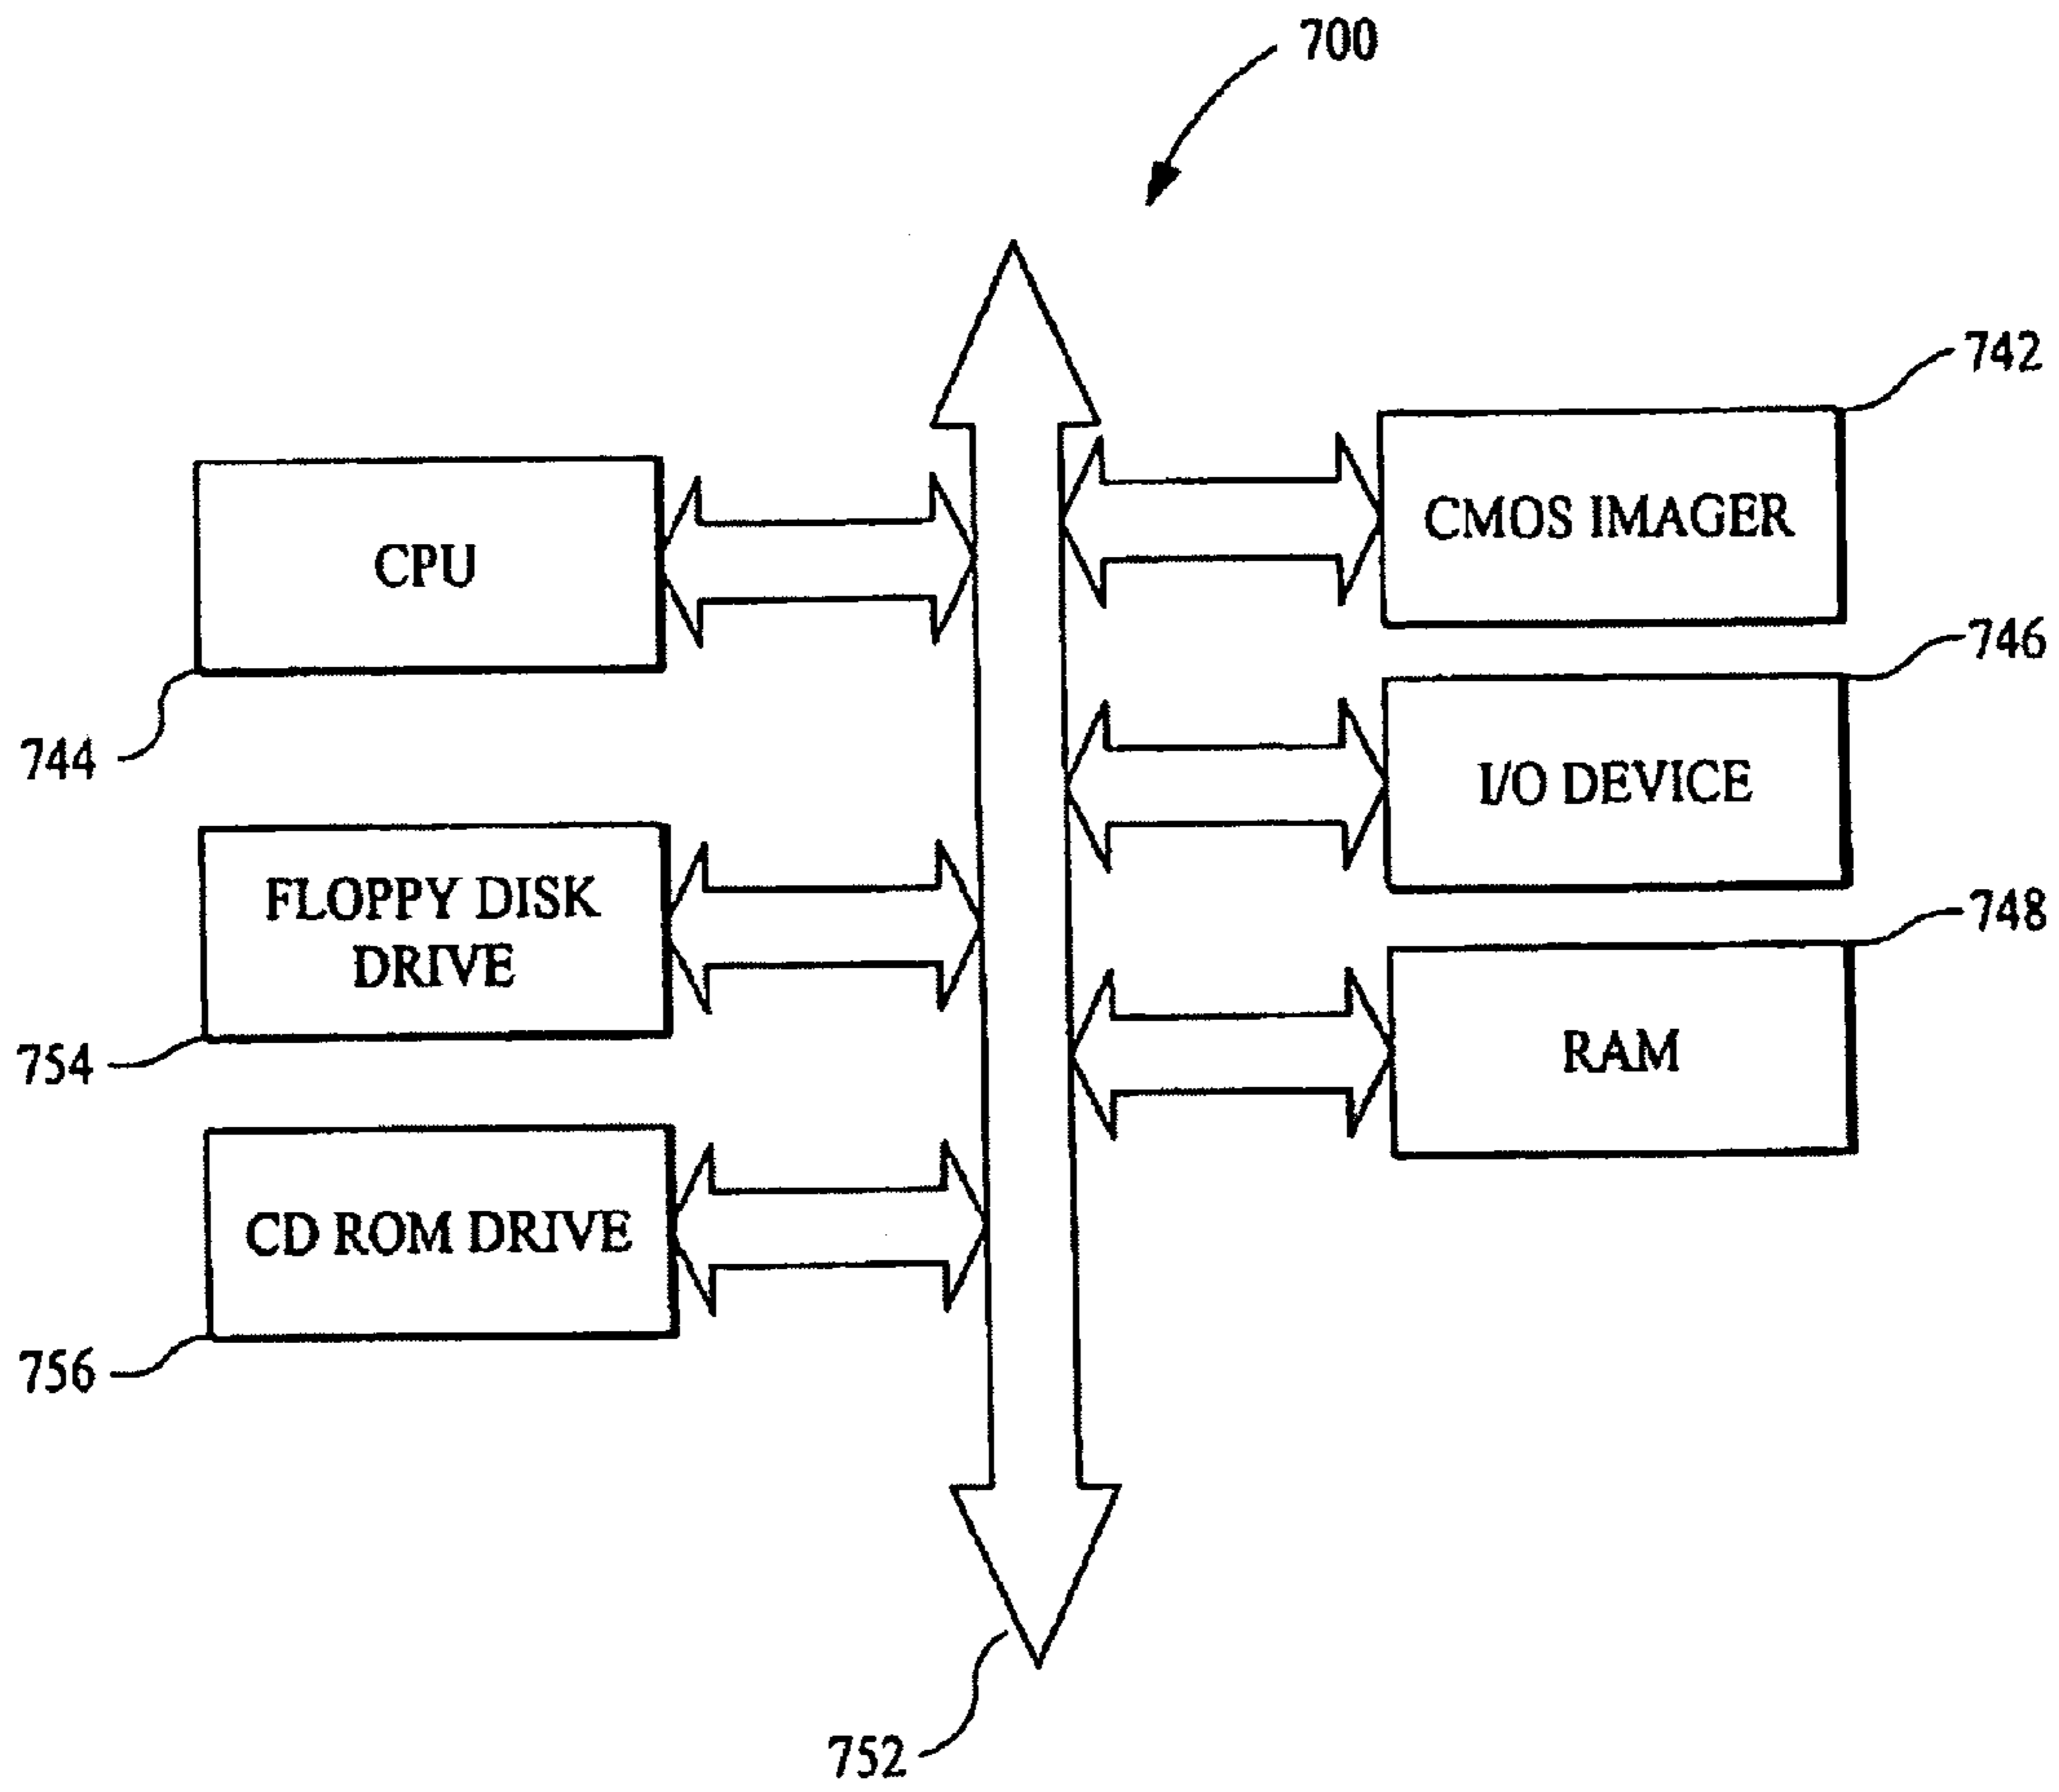 700
742
CMOS IMAGER
CPU
746
744
I/O DEVICE
FLOPPY DISK
DRIVE
748
754
RAM
CD ROM DRIVE
756
752